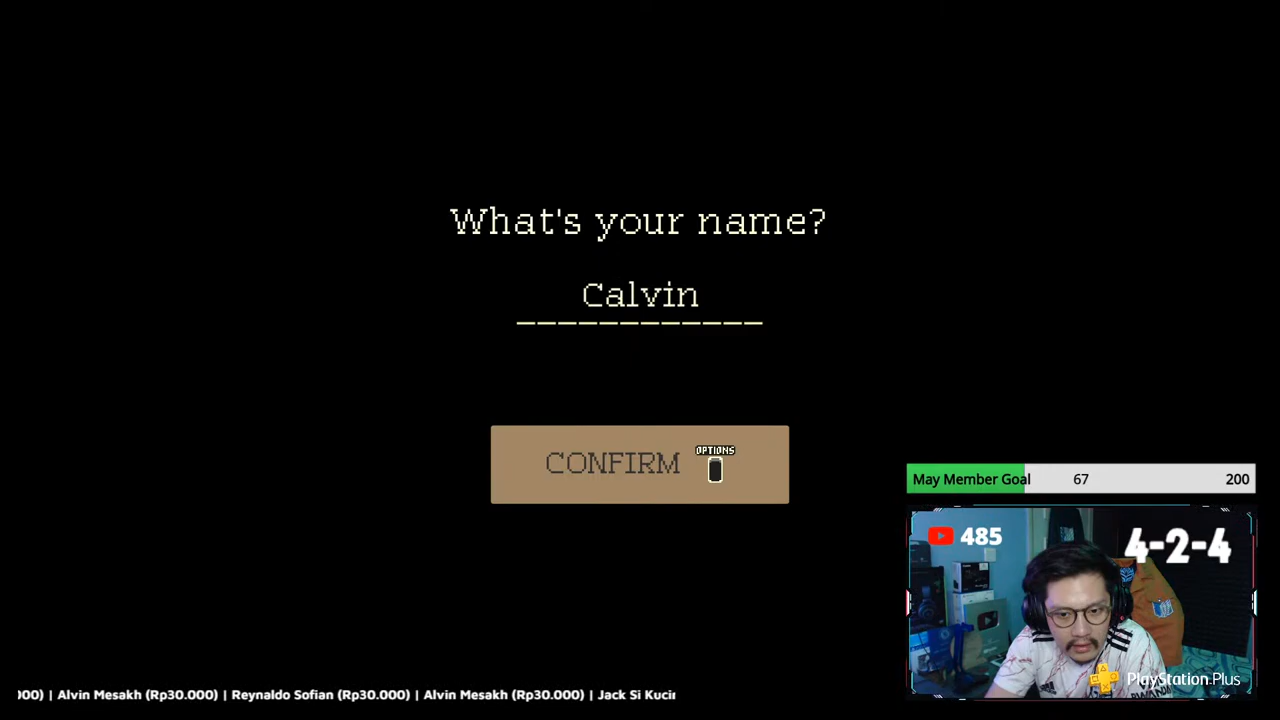 What's your name?
Calvin
CONFIRM
OPTIONS
May Member Goal 67 200
485
4-2-4
PlayStation.Plus
000) | Alvin Mesakh (Rp30.000) | Reynaldo Sofian (Rp30.000) | Alvin Mesakh (Rp30.000) | Jack Si